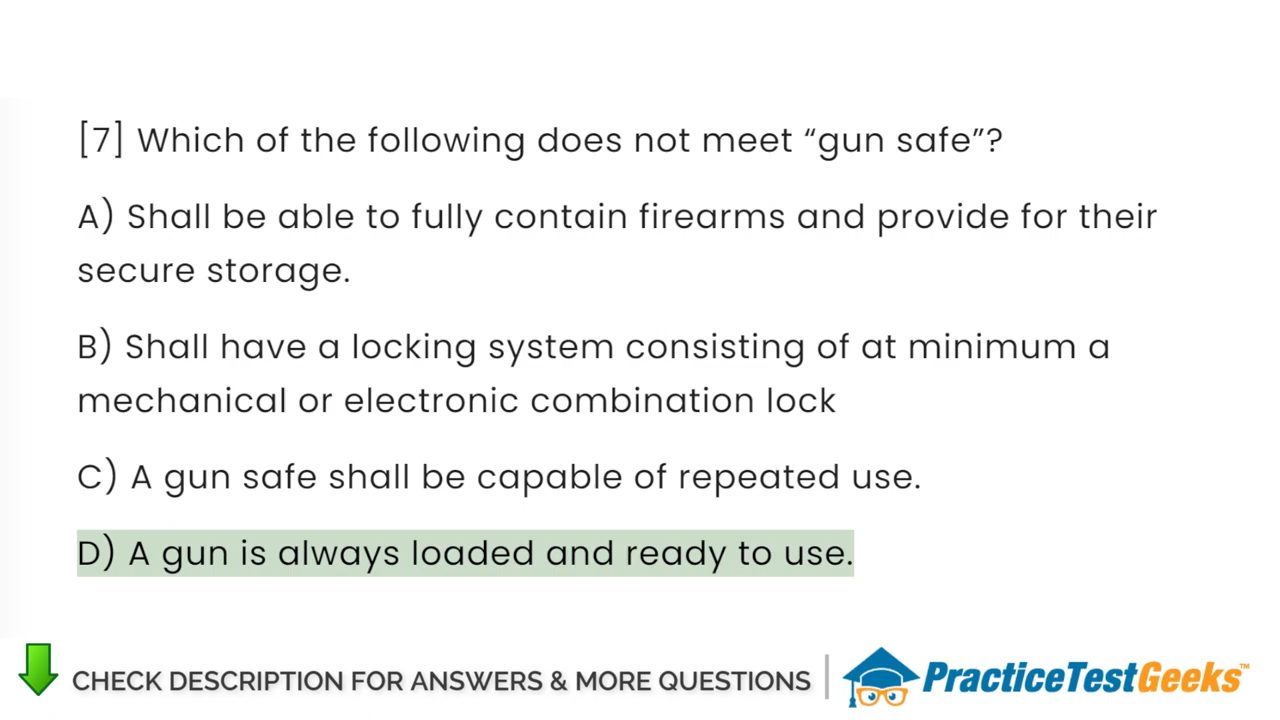 [7] Which of the following does not meet “gun safe”?
A) Shall be able to fully contain firearms and provide for their
secure storage.
B) Shall have a locking system consisting of at minimum a
mechanical or electronic combination lock
C) A gun safe shall be capable of repeated use.
D) A gun is always loaded and ready to use.
CHECK DESCRIPTION FOR ANSWERS & MORE QUESTIONS
PracticeTestGeeks™